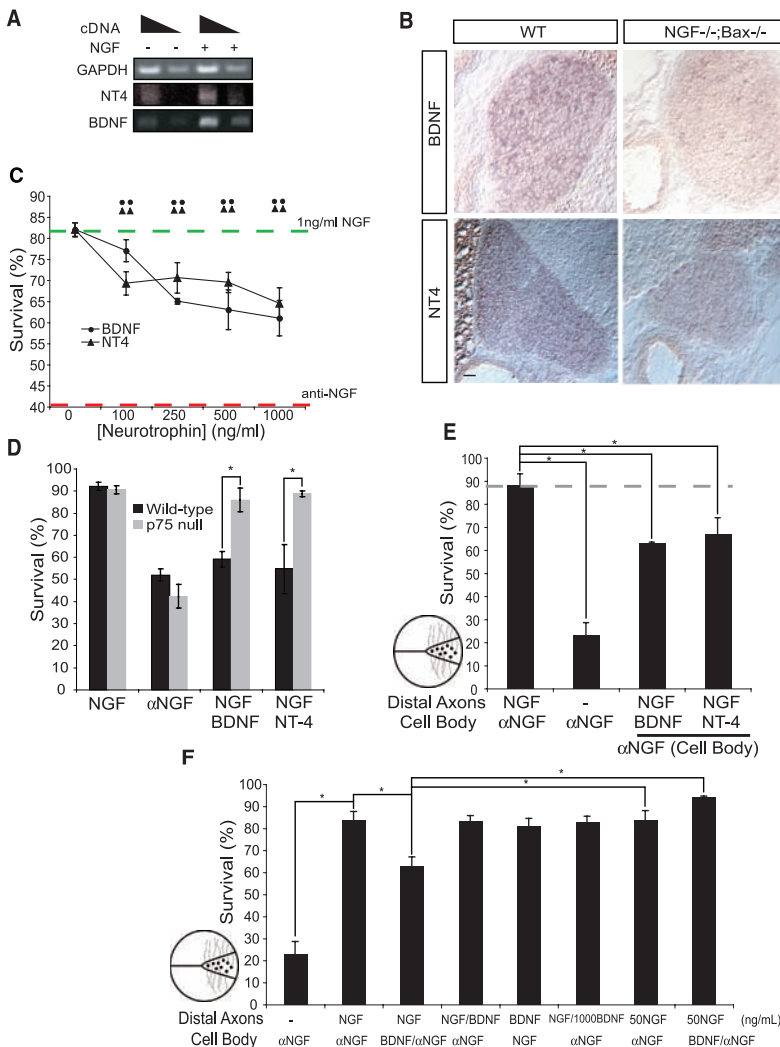 A
cDNA
NGF - - + +
GAPDH
NT4
BDNF
B
WT
NGF-/-;Bax-/-
BDNF
NT4
C
Survival (%)
90
85
80
75
70
65
60
55
50
45
40
1ng/ml NGF
BDNF
NT4
anti-NGF
0 100 250 500 1000
[Neurotrophin] (ng/ml)
D
Survival (%)
100
90
80
70
60
50
40
30
20
10
0
Wild-type
p75 null
* *
NGF αNGF NGF NGF
BDNF NT-4
E
Survival (%)
100
90
80
70
60
50
40
30
20
10
0
*
*
*
Distal Axons NGF - NGF NGF
Cell Body αNGF αNGF BDNF NT-4
αNGF (Cell Body)
F
Survival (%)
100
90
80
70
60
50
40
30
20
10
0
*
*
* *
Distal Axons - NGF NGF NGF/BDNF BDNF NGF/1000BDNF 50NGF 50NGF (ng/mL)
Cell Body αNGF αNGF BDNF/αNGF αNGF NGF αNGF αNGF BDNF/αNGF